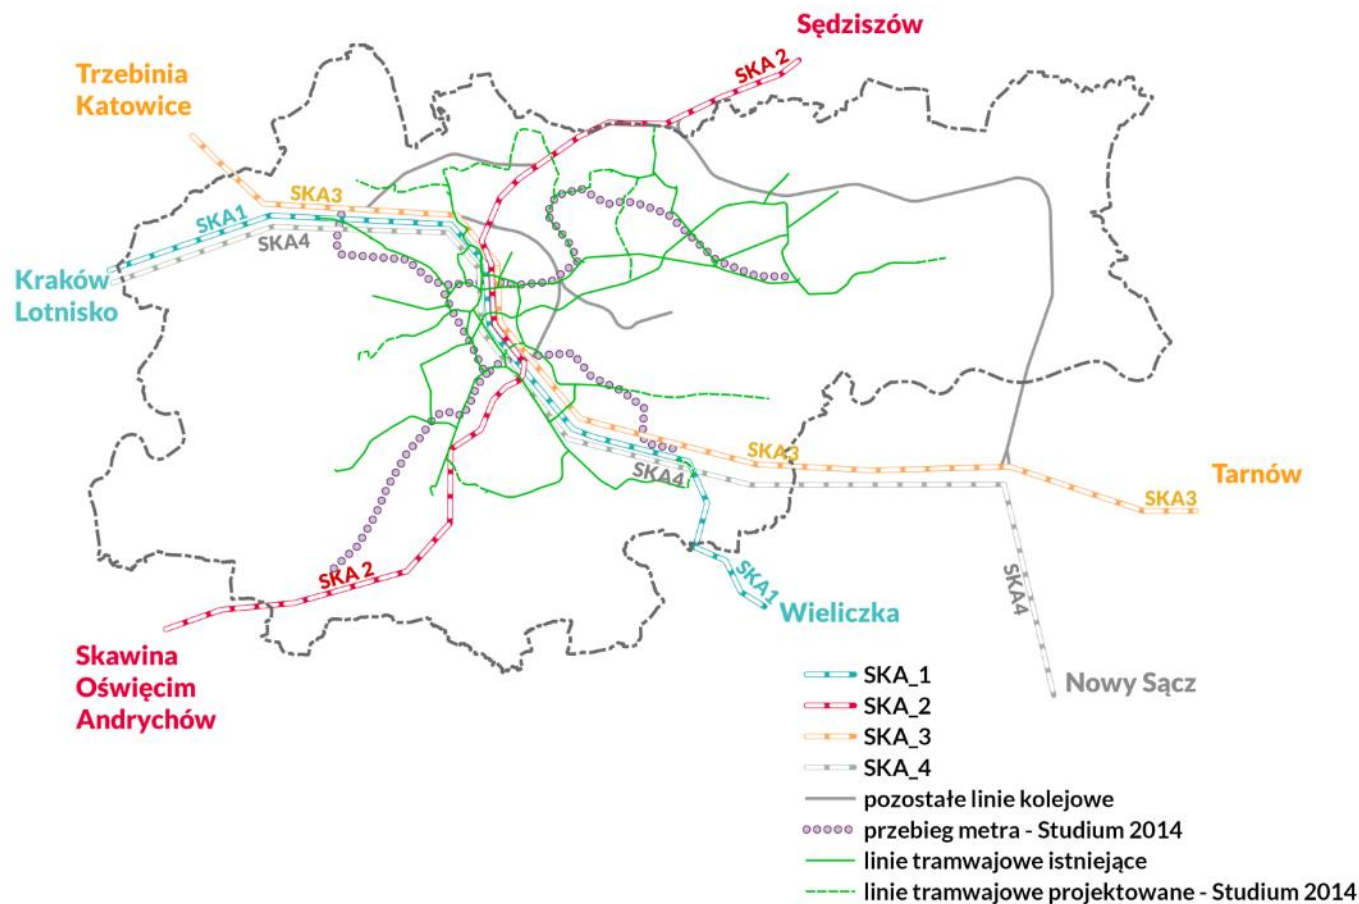 Sędziszów
SKA 2
Trzebinia
Katowice
SKA3
SKA1
SKA4
Kraków
Lotnisko
SKA3
SKA4
Tarnów
SKA3
SKA 2
SKA1
SKA4
Wieliczka
Skawina
Oświęcim
Andrychów
Nowy Sącz
SKA_1
SKA_2
SKA_3
SKA_4
pozostałe linie kolejowe
przebieg metra - Studium 2014
linie tramwajowe istniejące
linie tramwajowe projektowane - Studium 2014